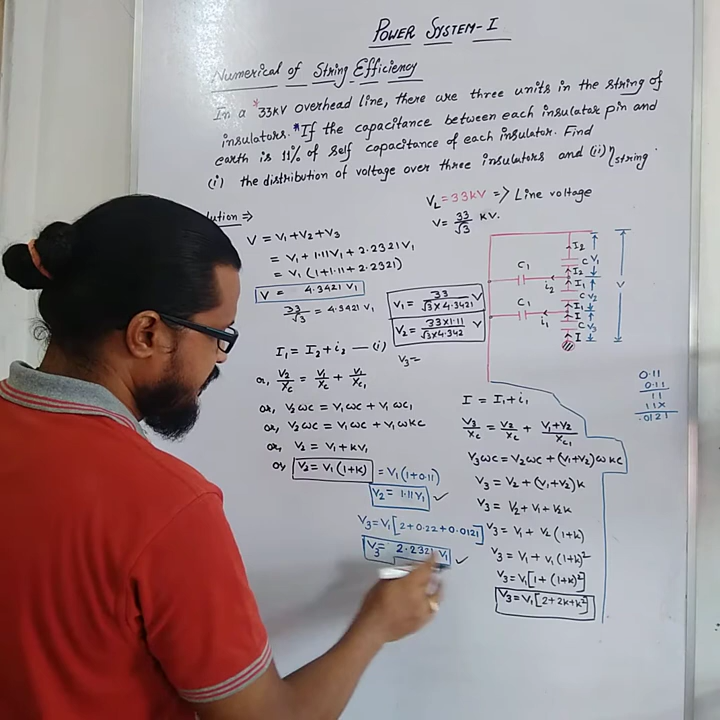 POWER SYSTEM-I
Numerical of String Efficiency
In a *33KV overhead line, there are three units in the string of
insulators. *If the capacitance between each insulator pin and
earth is 11% of self capacitance of each insulator. Find
(i) the distribution of voltage over three insulators and (ii) η string.
lution ⇒
V = V₁+V₂+V₃
= V₁ + 1.11V₁ + 2.2321V₁
= V₁ (1+1.11+2.2321)
V = 4.3421 V₁
33/√3 = 4.3421 V₁
I₁ = I₂ + i₂ — (i)
or, V₂/Xc = V₁/Xc + V₁/Xc₁
or, V₂ωC = V₁ωC + V₁ωC₁
or, V₂ωC = V₁ωC + V₁ωKC
or, V₂ = V₁ + KV₁
or V₂ = V₁(1+K) = V₁(1+0.11)
V₂ = 1.11V₁ ✓
V₃ = V₁[2+0.22+0.0121]
V₃ = 2.2321 V₁ ✓
V_L = 33KV => Line voltage
V = 33/√3 KV.
V₁ = 33/√3×4.3421 V
V₂ = 33×1.11/√3×4.342 V
V₃ =
C₁
I₂
C V₁
I₂
i₂
I₁
C V₂
C₁
I₁
i₁
I
C V₃
I
V
0.11
0.11
11
11×
.0121
I = I₁ + i₁
V₃/Xc = V₂/Xc + V₁+V₂/Xc₁
V₃ωC = V₂ωC + (V₁+V₂)ωKC
V₃ = V₂ + (V₁+V₂)K
V₃ = V₂ + V₁K + V₂K
V₃ = V₁ + V₂(1+K)
V₃ = V₁ + V₁(1+K)²
V₃ = V₁[1+(1+K)²]
V₃ = V₁[2+2K+K²]